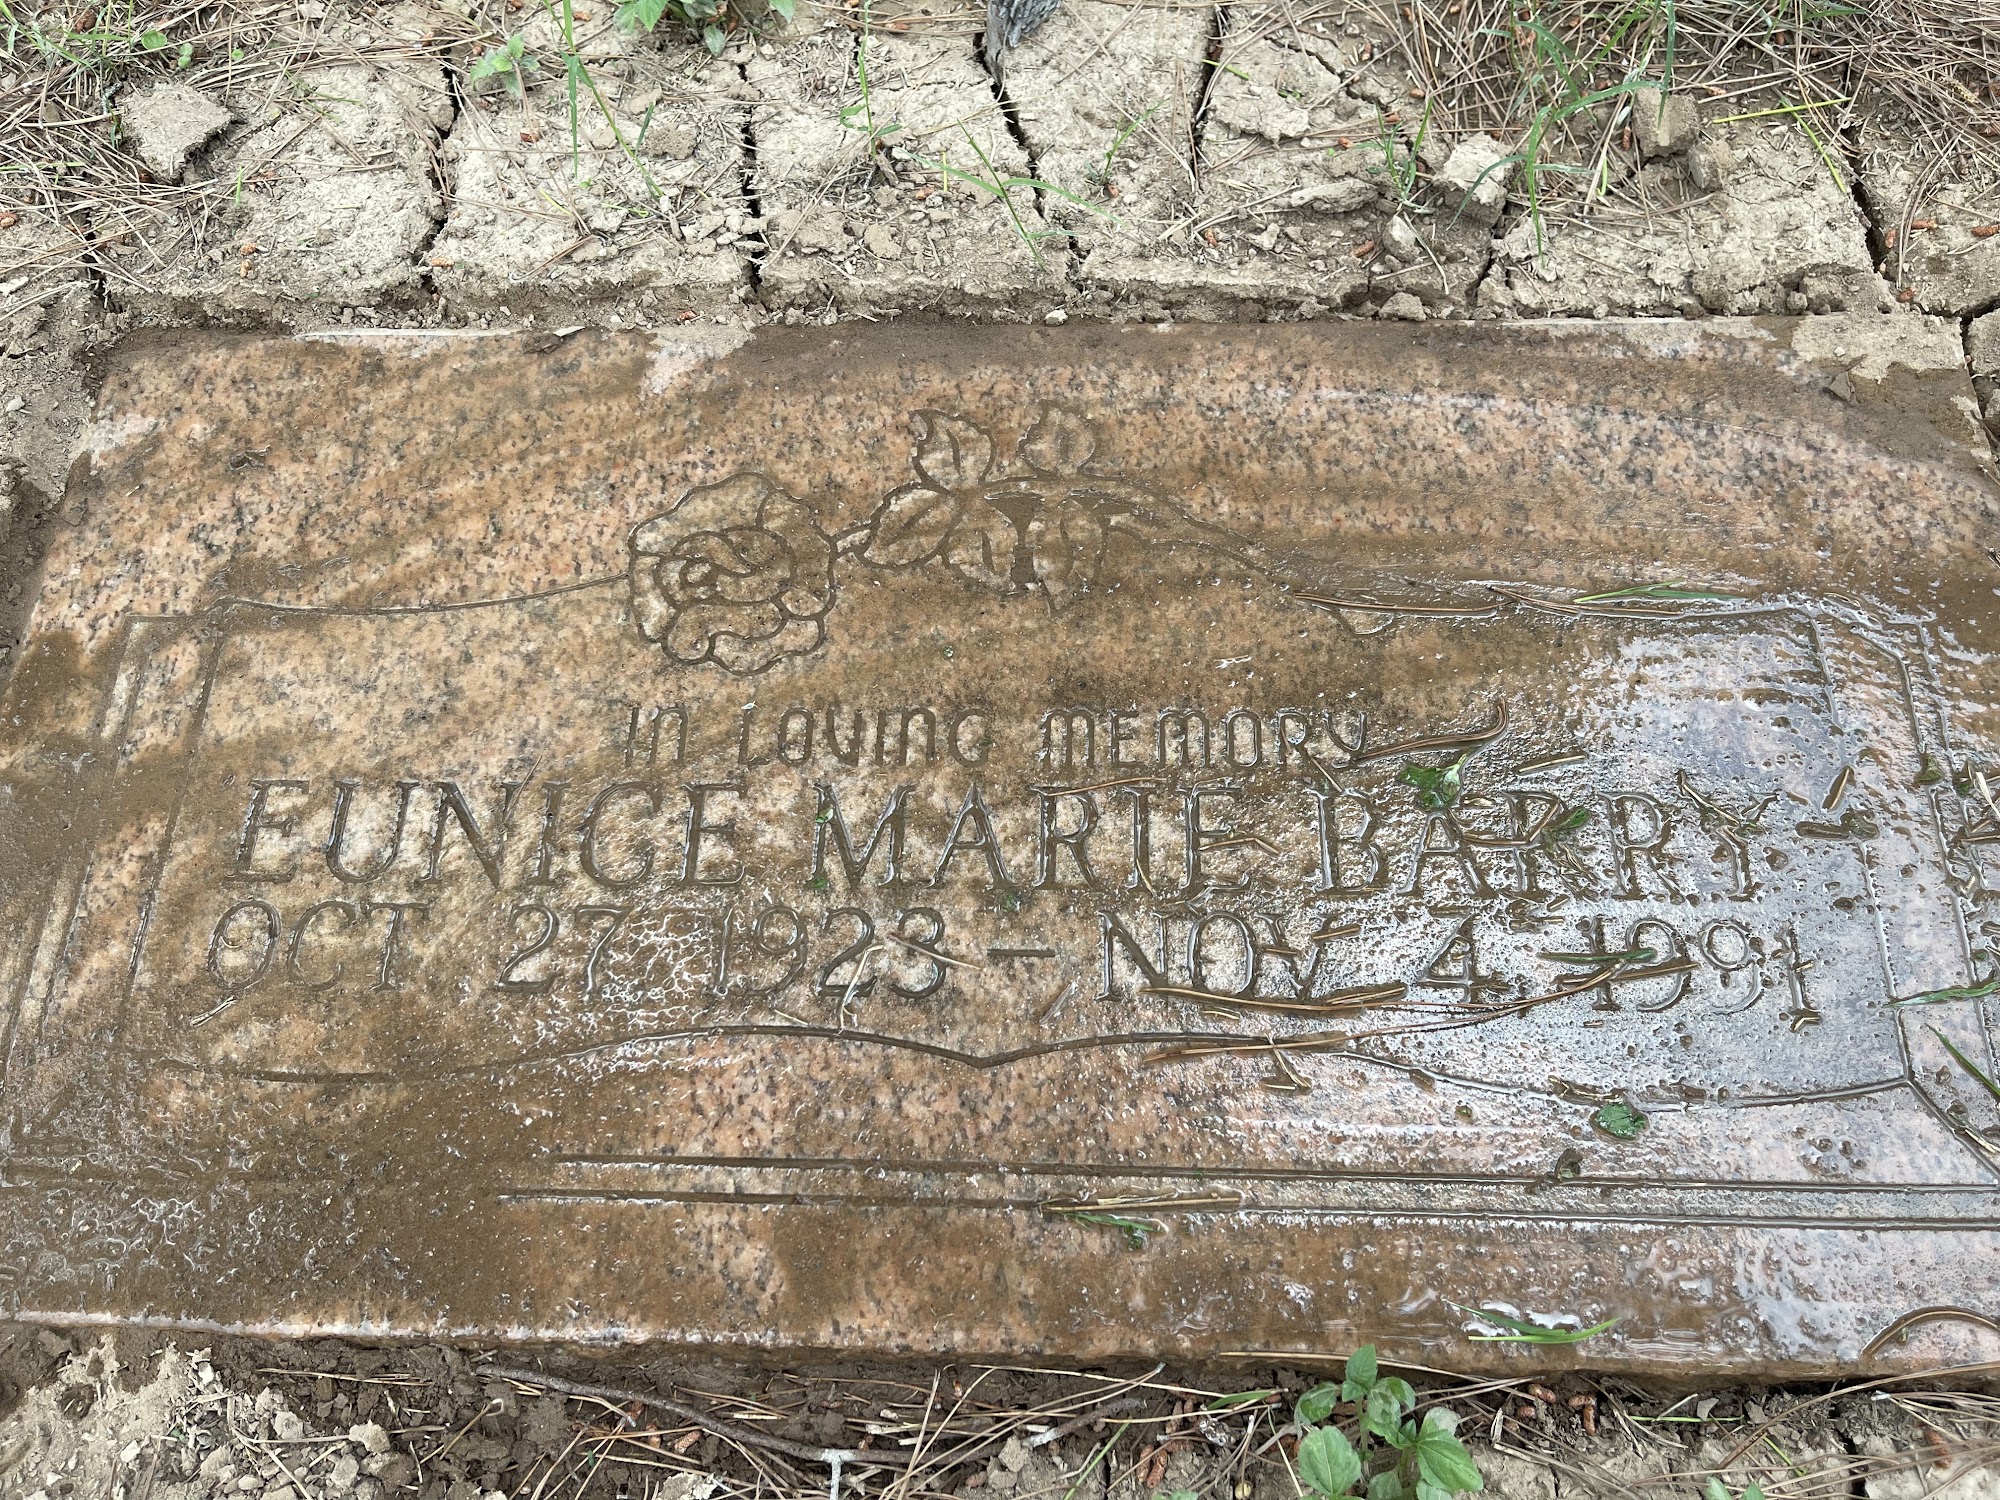 IN LOVING MEMORY
EUNICE MARIE BARRY
OCT 27 1923 - NOV 4 1991